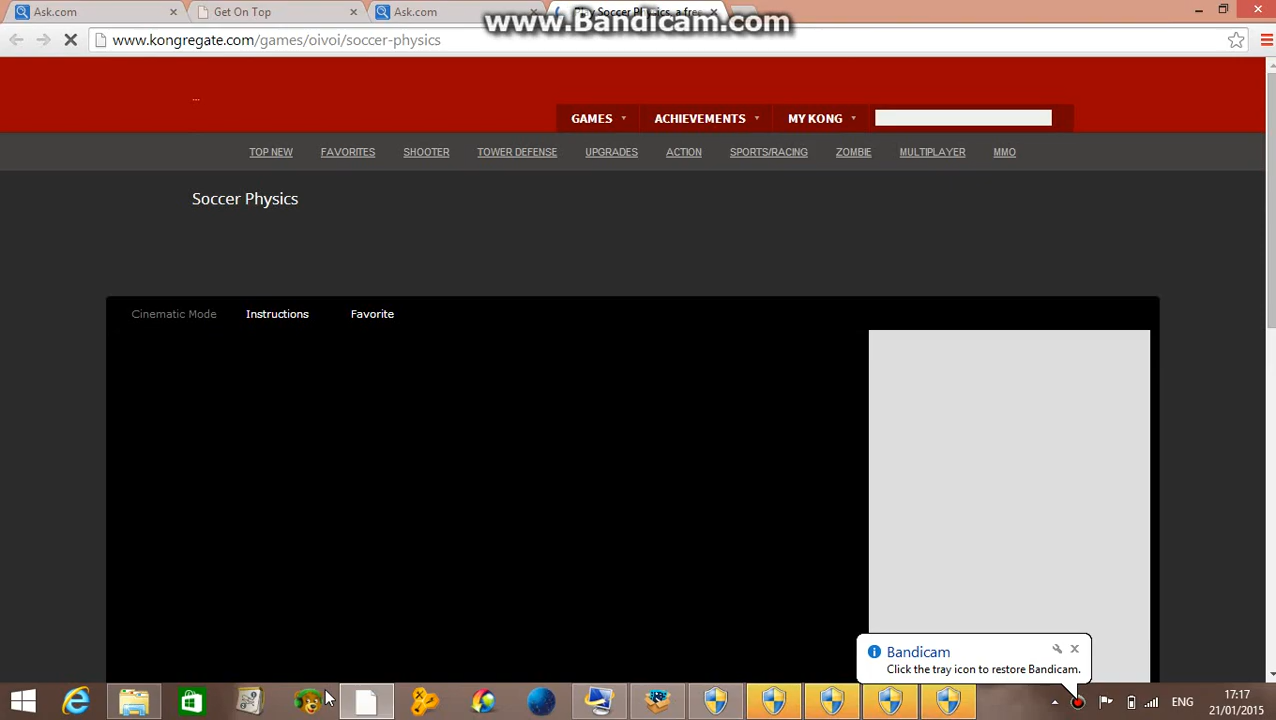 Ask.com
Get On Top
Ask.com
Soccer Physics, a free
www.Bandicam.com
www.kongregate.com/games/oivoi/soccer-physics
...
GAMES
ACHIEVEMENTS
MY KONG
TOP NEW
FAVORITES
SHOOTER
TOWER DEFENSE
UPGRADES
ACTION
SPORTS/RACING
ZOMBIE
MULTIPLAYER
MMO
Soccer Physics
Cinematic Mode
Instructions
Favorite
Bandicam
Click the tray icon to restore Bandicam.
ENG
17:17
21/01/2015